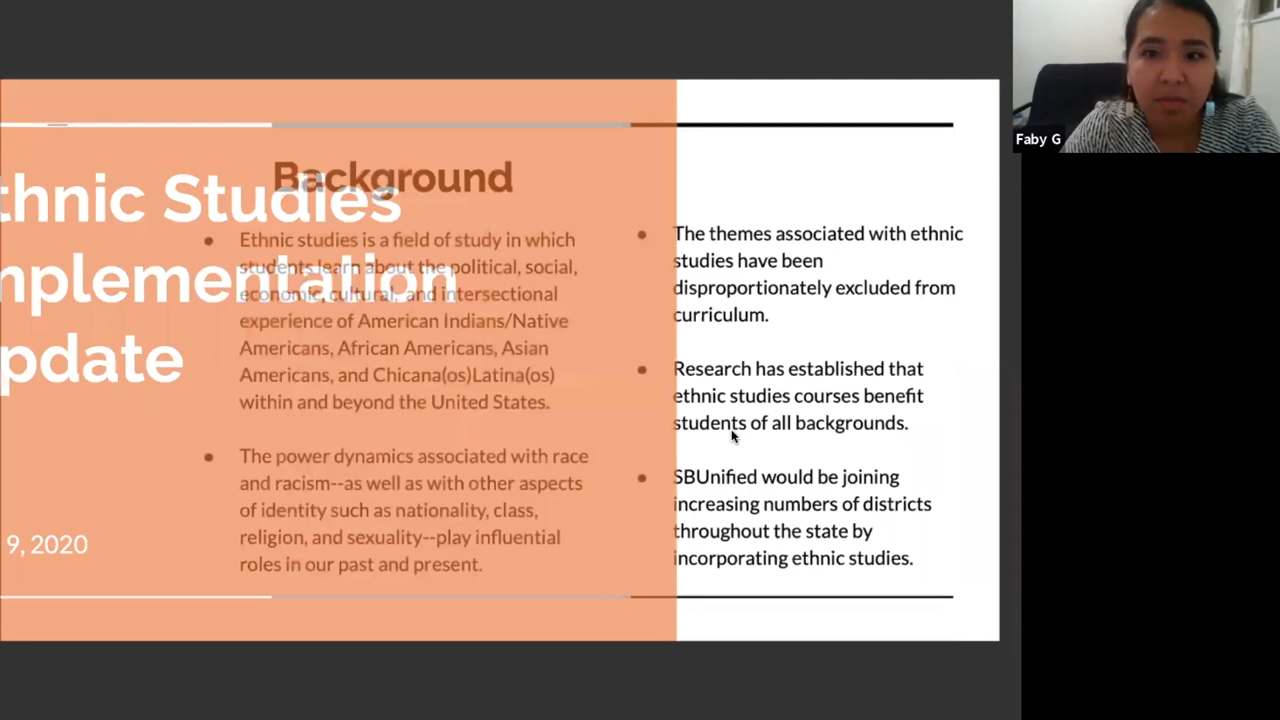 thnic Studies
nplementation
pdate
9, 2020
Background
Ethnic studies is a field of study in which
students learn about the political, social,
economic, cultural, and intersectional
experience of American Indians/Native
Americans, African Americans, Asian
Americans, and Chicana(os)Latina(os)
within and beyond the United States.
The power dynamics associated with race
and racism--as well as with other aspects
of identity such as nationality, class,
religion, and sexuality--play influential
roles in our past and present.
The themes associated with ethnic
studies have been
disproportionately excluded from
curriculum.
Research has established that
ethnic studies courses benefit
students of all backgrounds.
SBUnified would be joining
increasing numbers of districts
throughout the state by
incorporating ethnic studies.
Faby G